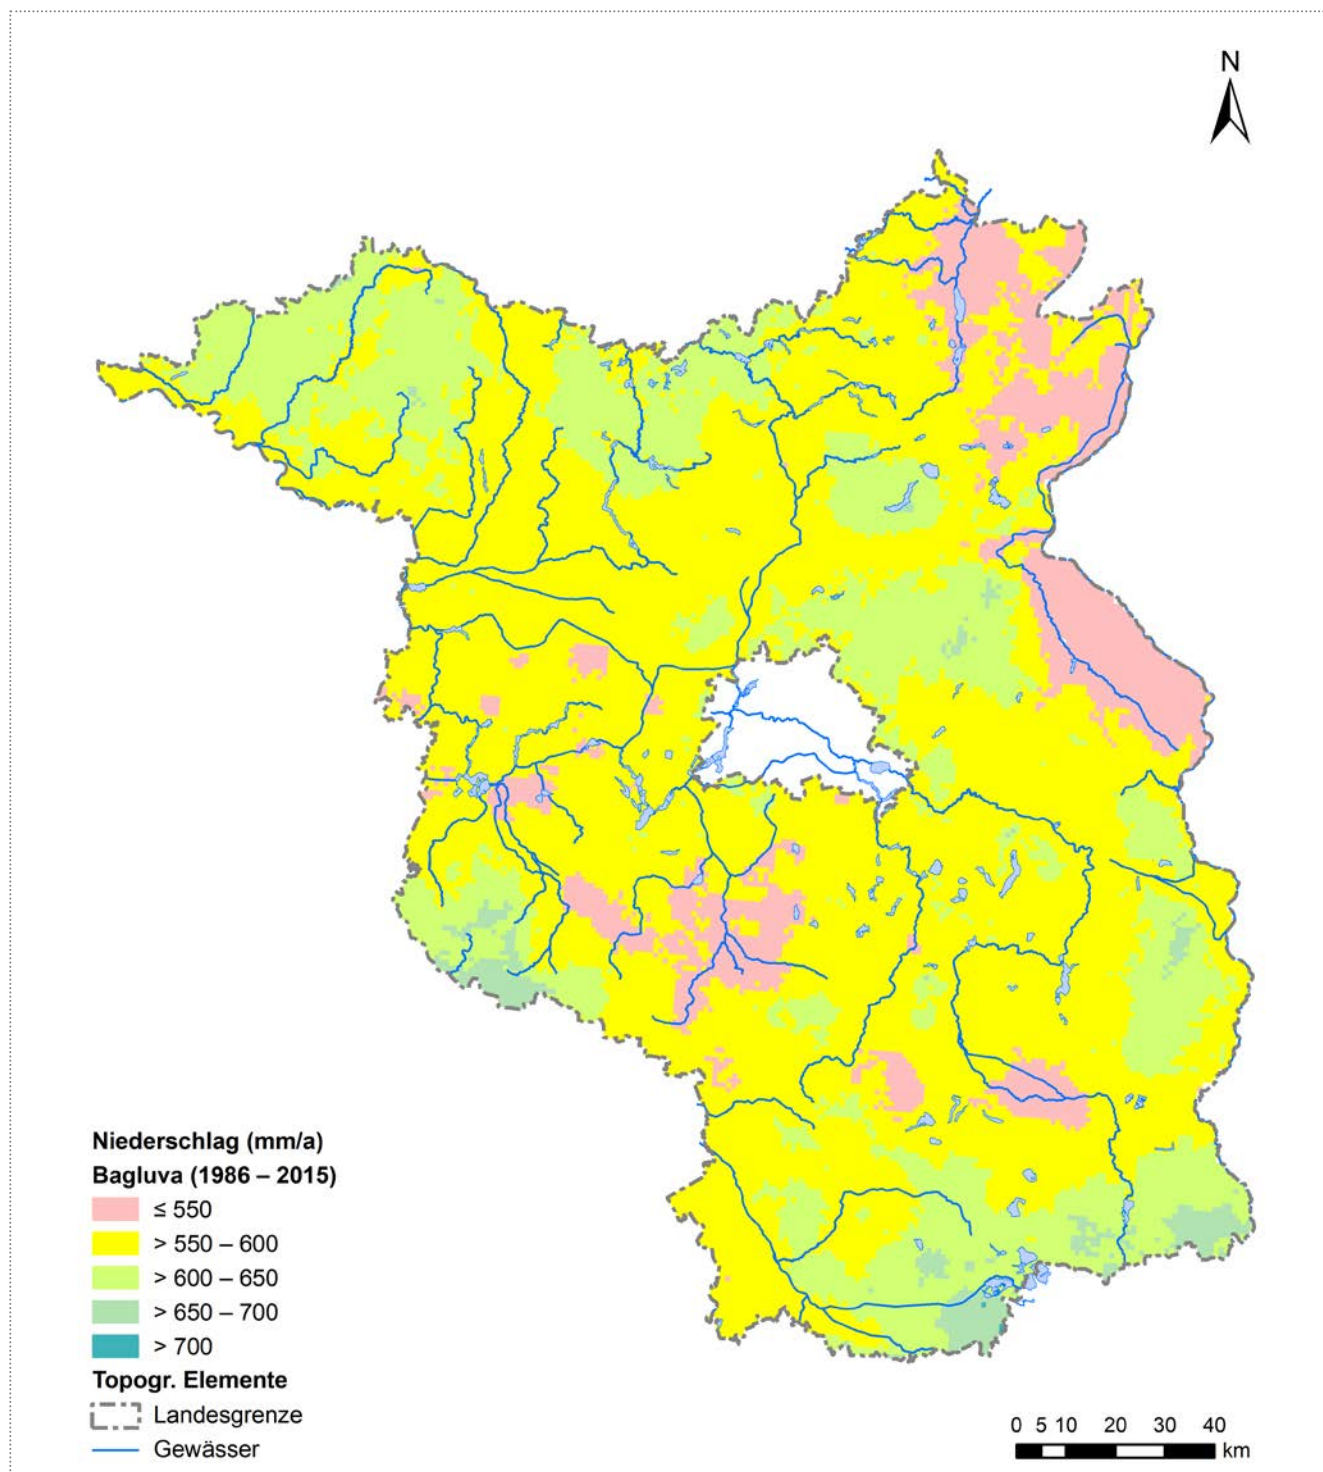 N
Niederschlag (mm/a)
Bagluva (1986 – 2015)
≤ 550
> 550 – 600
> 600 – 650
> 650 – 700
> 700
Topogr. Elemente
Landesgrenze
Gewässer
0 5 10 20 30 40
km